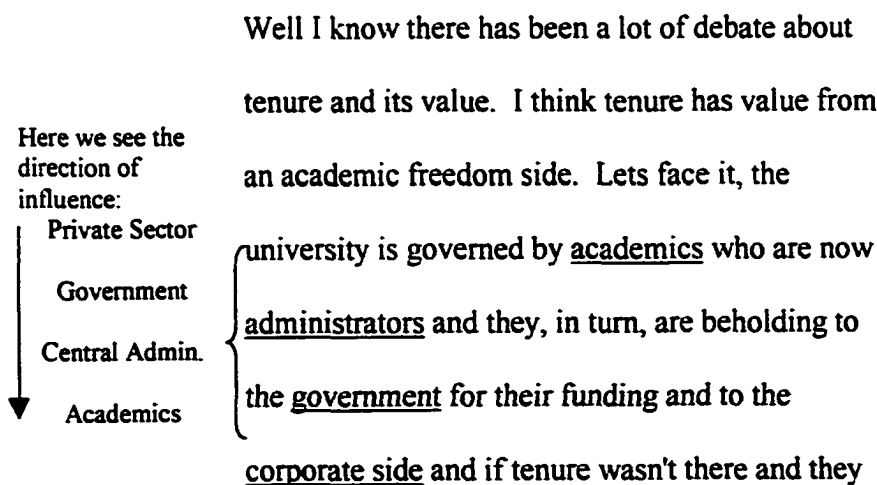 Here we see the
direction of
influence:
Private Sector
Government
Central Admin.
Academics
Well I know there has been a lot of debate about
tenure and its value. I think tenure has value from
an academic freedom side. Lets face it, the
university is governed by academics who are now
administrators and they, in turn, are beholding to
the government for their funding and to the
corporate side and if tenure wasn't there and they